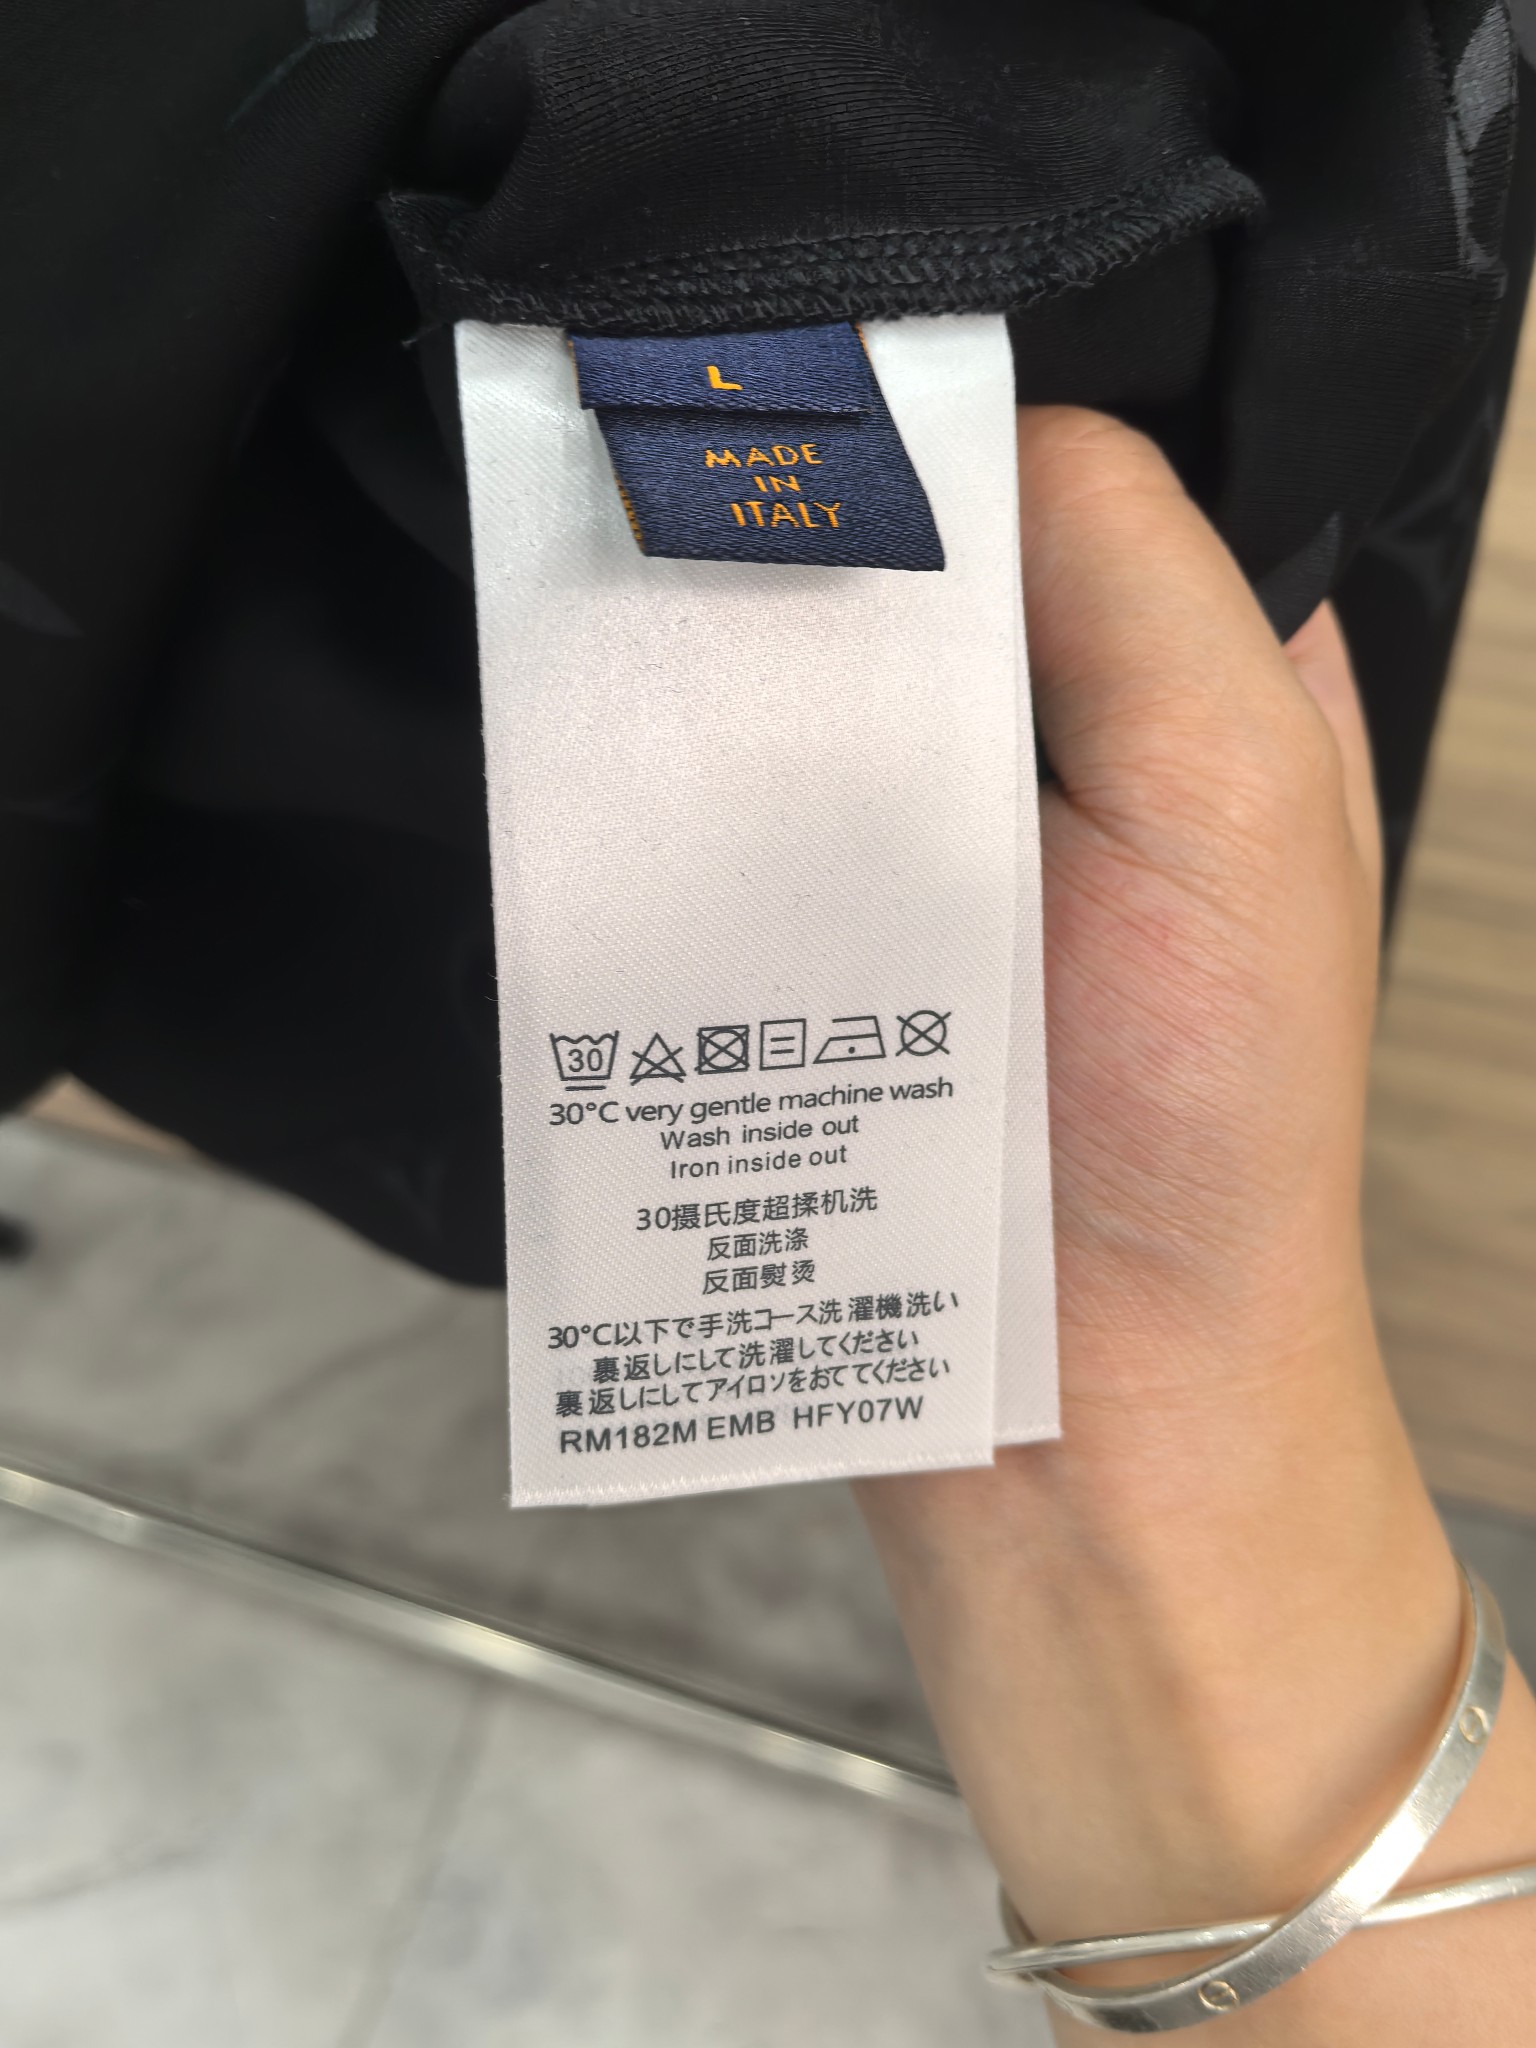 L
MADE
IN
ITALY
30
30°C very gentle machine wash
Wash inside out
Iron inside out
30摄氏度超揉机洗
反面洗涤
反面熨烫
30°C以下で手洗コース洗濯機洗い
裏返しにして洗濯してください
裏返しにしてアイロソをおててください
RM182M EMB HFY07W